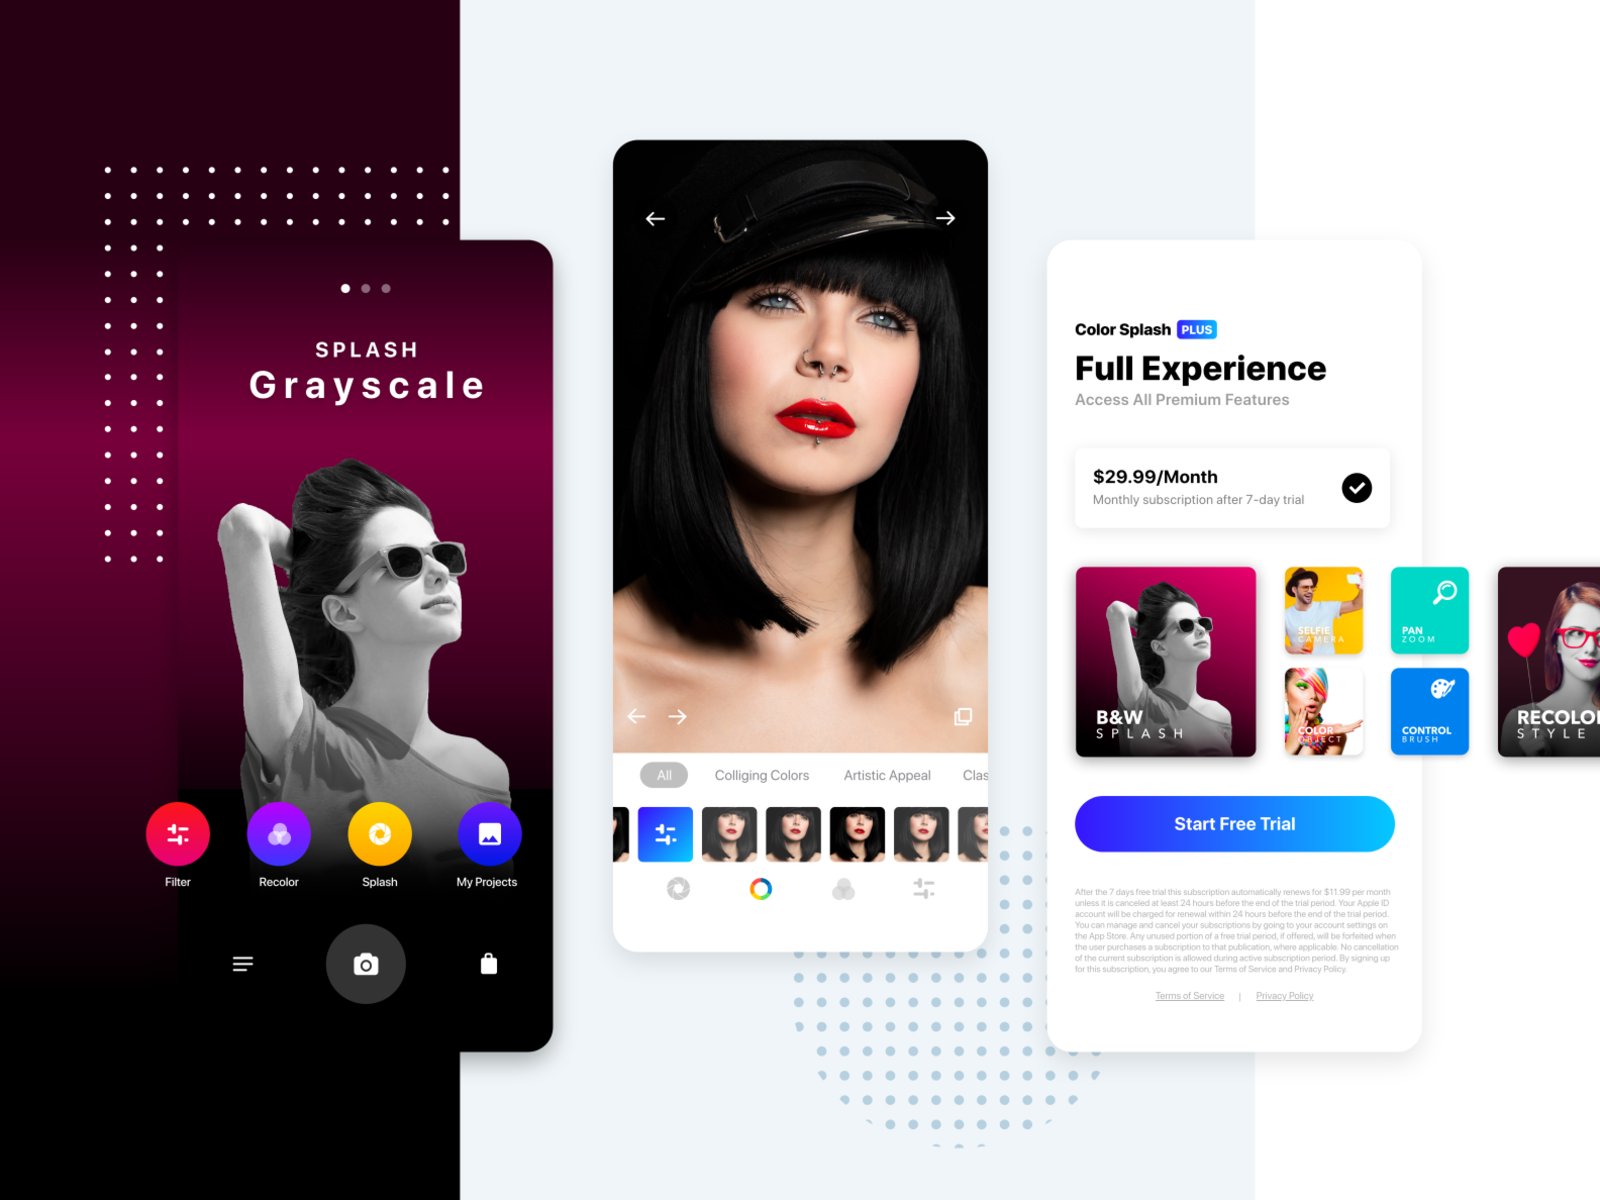 SPLASH
Grayscale
Filter
Recolor
Splash
My Projects
All
Colliging Colors
Artistic Appeal
Clas
Color Splash PLUS
Full Experience
Access All Premium Features
$29.99/Month
Monthly subscription after 7-day trial
B&W
SPLASH
SELFIE
CAMERA
PAN
ZOOM
COLOR
OBJECT
CONTROL
BRUSH
RECOLO
STYLE
Start Free Trial
After the 7 days free trial this subscription automatically renews for $11.99 per month
unless it is canceled at least 24 hours before the end of the trial period. Your Apple ID
account will be charged for renewal within 24 hours before the end of the trial period.
You can manage and cancel your subscriptions by going to your account settings on
the App Store. Any unused portion of a free trial period, if offered, will be forfeited when
the user purchases a subscription to that publication, where applicable. No cancellation
of the current subscription is allowed during active subscription period. By signing up
for this subscription, you agree to our Terms of Service and Privacy Policy.
Terms of Service | Privacy Policy